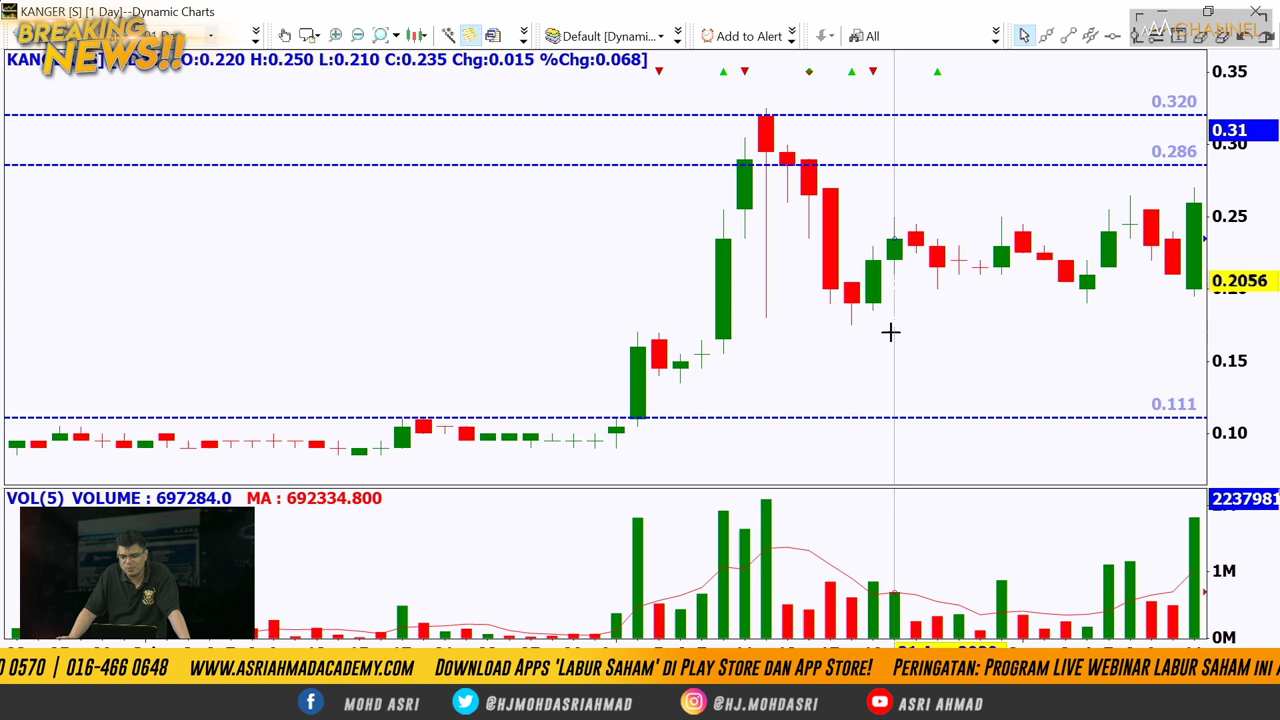 KANGER [S] [1 Day]--Dynamic Charts
BREAKING
NEWS!!
Default [Dynami...
Add to Alert
All
CHANNEL
O:0.220 H:0.250 L:0.210 C:0.235 Chg:0.015 %Chg:0.068]
0.35
0.320
0.31
0.30
0.286
0.25
0.2056
0.15
0.111
0.10
VOL(5) VOLUME : 697284.0 MA : 692334.800
2237981
1M
0M
0 0570 | 016-466 0648 WWW.ASRIAHMADACADEMY.COM DOWNLOAD APPS 'LABUR SAHAM' DI PLAY STORE DAN APP STORE! PERINGATAN: PROGRAM LIVE WEBINAR LABUR SAHAM INI A
MOHD ASRI @HJMOHDASRIAHMAD @HJ.MOHDASRI ASRI AHMAD